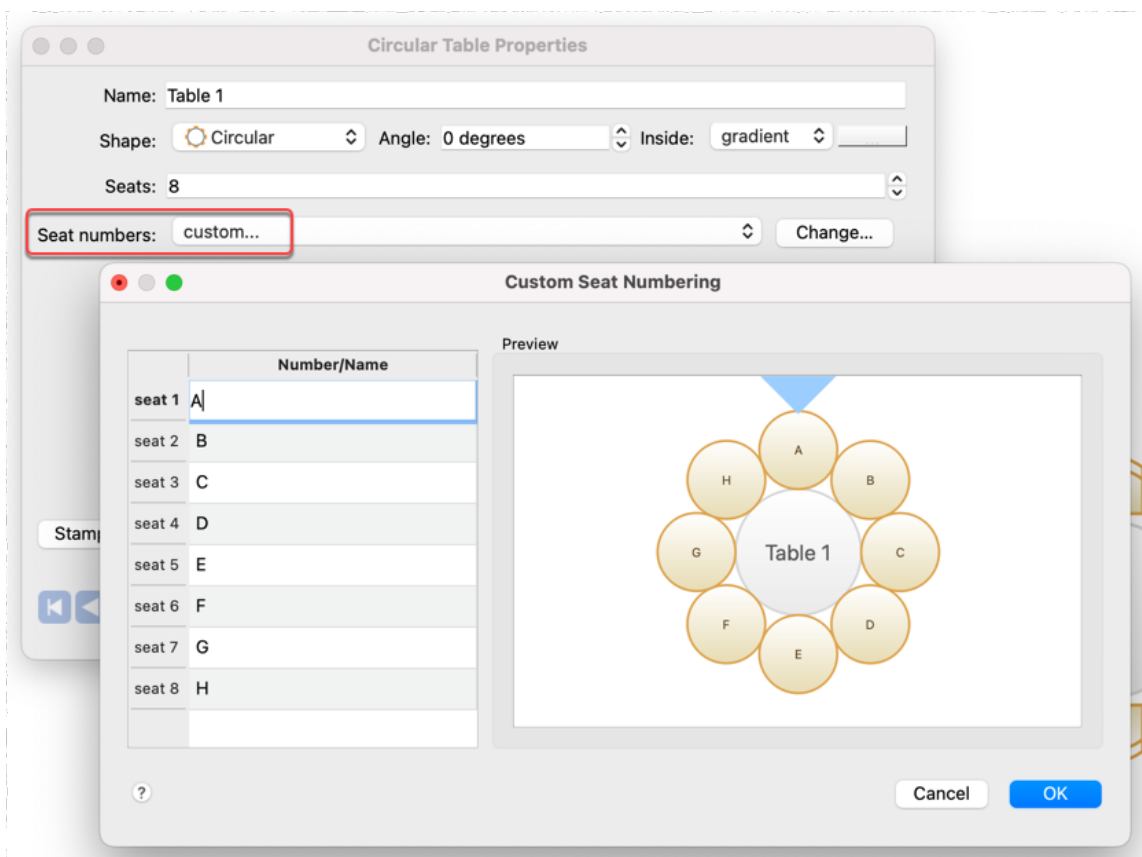 Circular Table Properties
Name: Table 1
Shape: Circular Angle: 0 degrees Inside: gradient ...
Seats: 8
Seat numbers: custom... Change...
Custom Seat Numbering
Number/Name
seat 1 A
seat 2 B
seat 3 C
seat 4 D
seat 5 E
seat 6 F
seat 7 G
seat 8 H
Preview
A
H B
G Table 1 C
F D
E
Stamp
?
Cancel OK